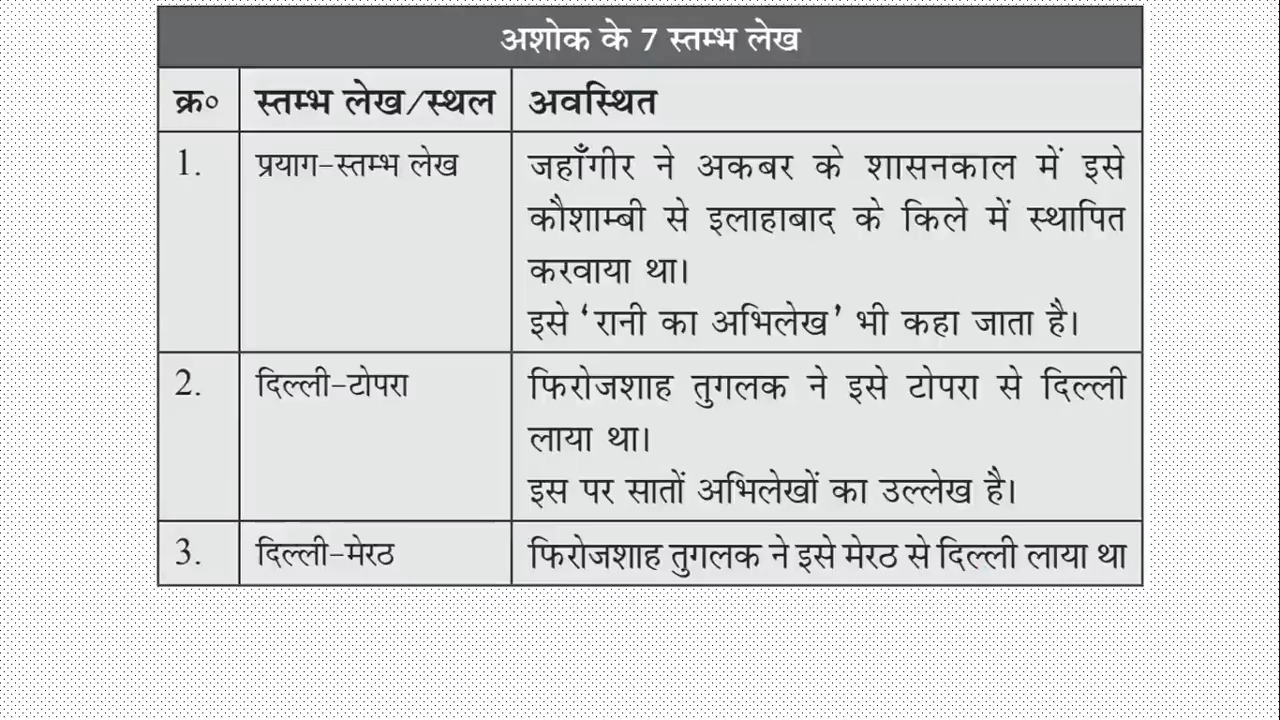 अशोक के 7 स्तम्भ लेख
क्र० स्तम्भ लेख/स्थल अवस्थित
1. प्रयाग-स्तम्भ लेख जहाँगीर ने अकबर के शासनकाल में इसे
कौशाम्बी से इलाहाबाद के किले में स्थापित
करवाया था।
इसे ‘रानी का अभिलेख’ भी कहा जाता है।
2. दिल्ली-टोपरा फिरोजशाह तुगलक ने इसे टोपरा से दिल्ली
लाया था।
इस पर सातों अभिलेखों का उल्लेख है।
3. दिल्ली-मेरठ फिरोजशाह तुगलक ने इसे मेरठ से दिल्ली लाया था